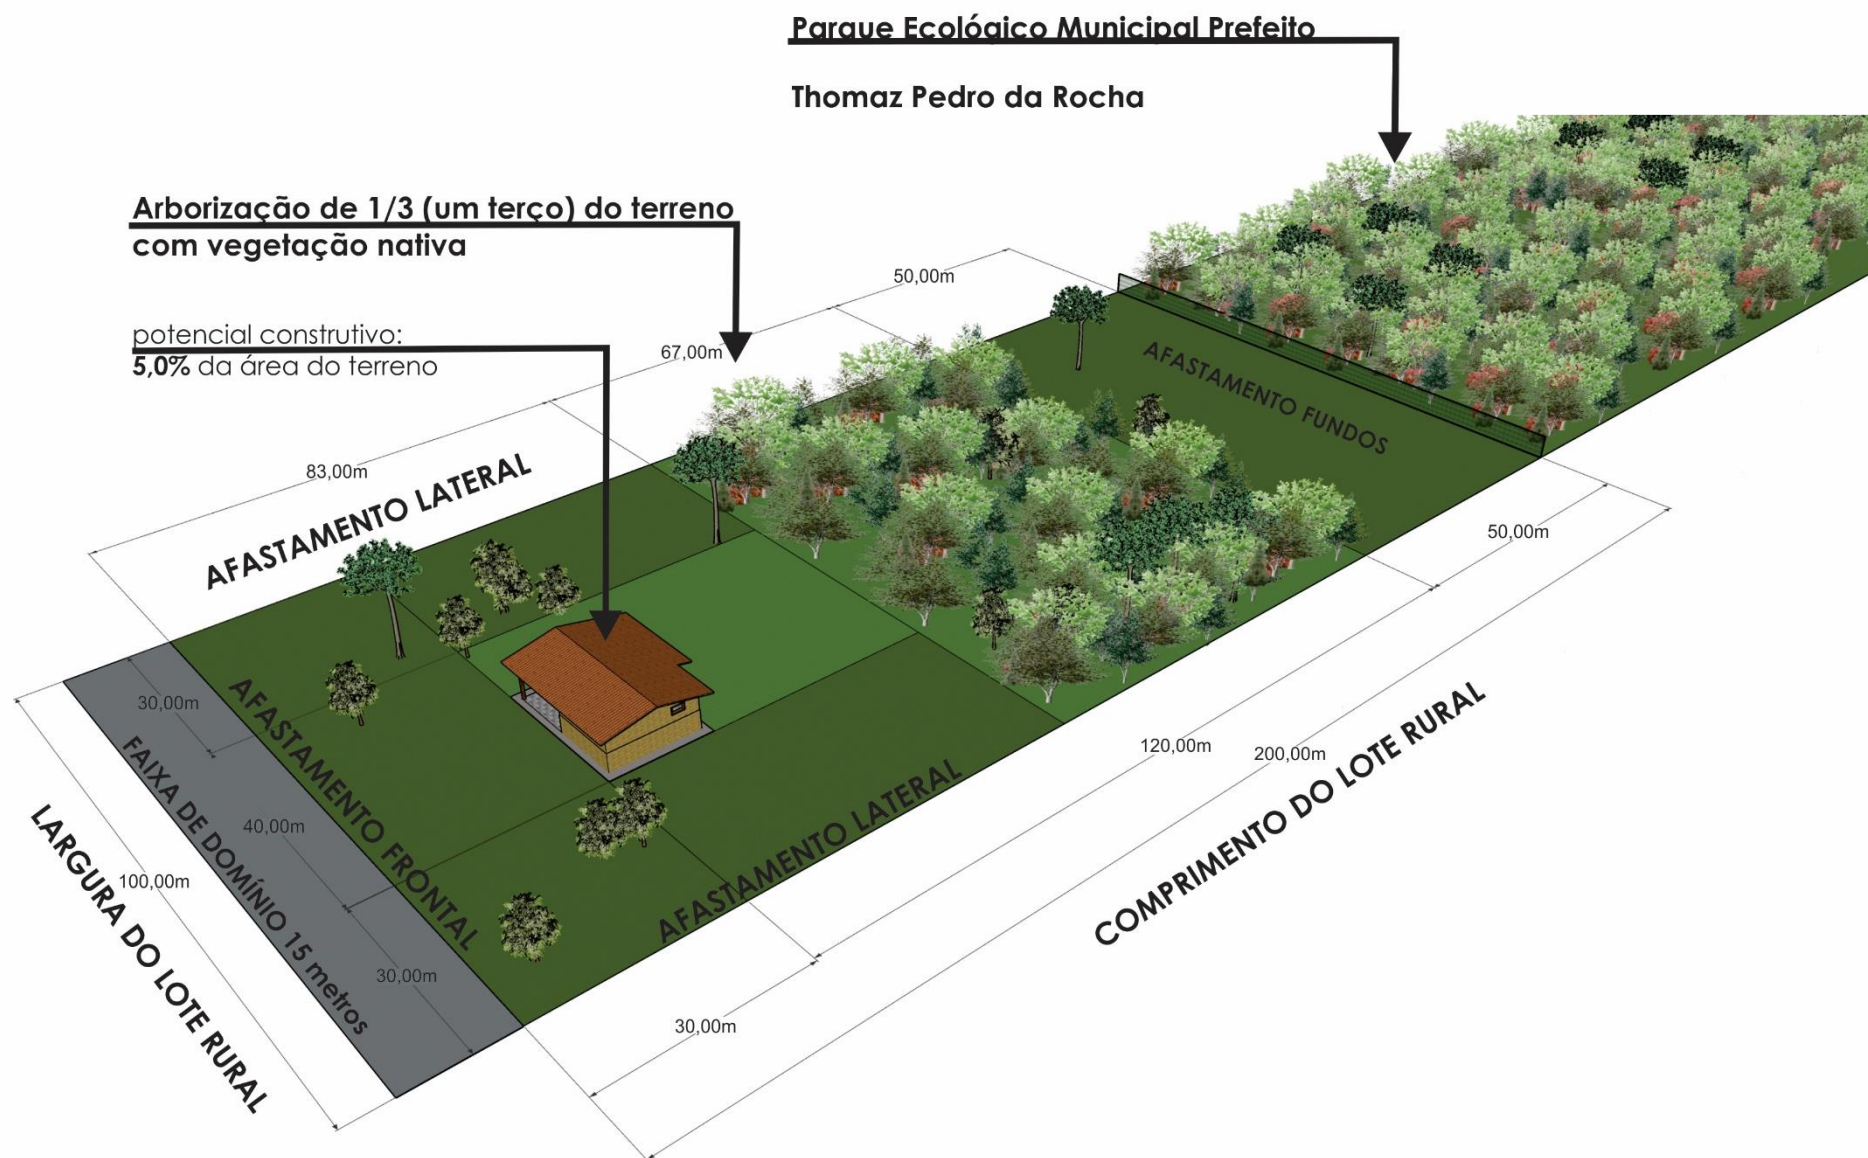 Parque Ecológico Municipal Prefeito
Thomaz Pedro da Rocha
Arborização de 1/3 (um terço) do terreno
com vegetação nativa
potencial construtivo:
5,0% da área do terreno
50,00m
67,00m
83,00m
AFASTAMENTO LATERAL
AFASTAMENTO FUNDOS
50,00m
30,00m
AFASTAMENTO FRONTAL
FAIXA DE DOMÍNIO 15 metros
40,00m
30,00m
100,00m
LARGURA DO LOTE RURAL
AFASTAMENTO LATERAL
120,00m
200,00m
30,00m
COMPRIMENTO DO LOTE RURAL